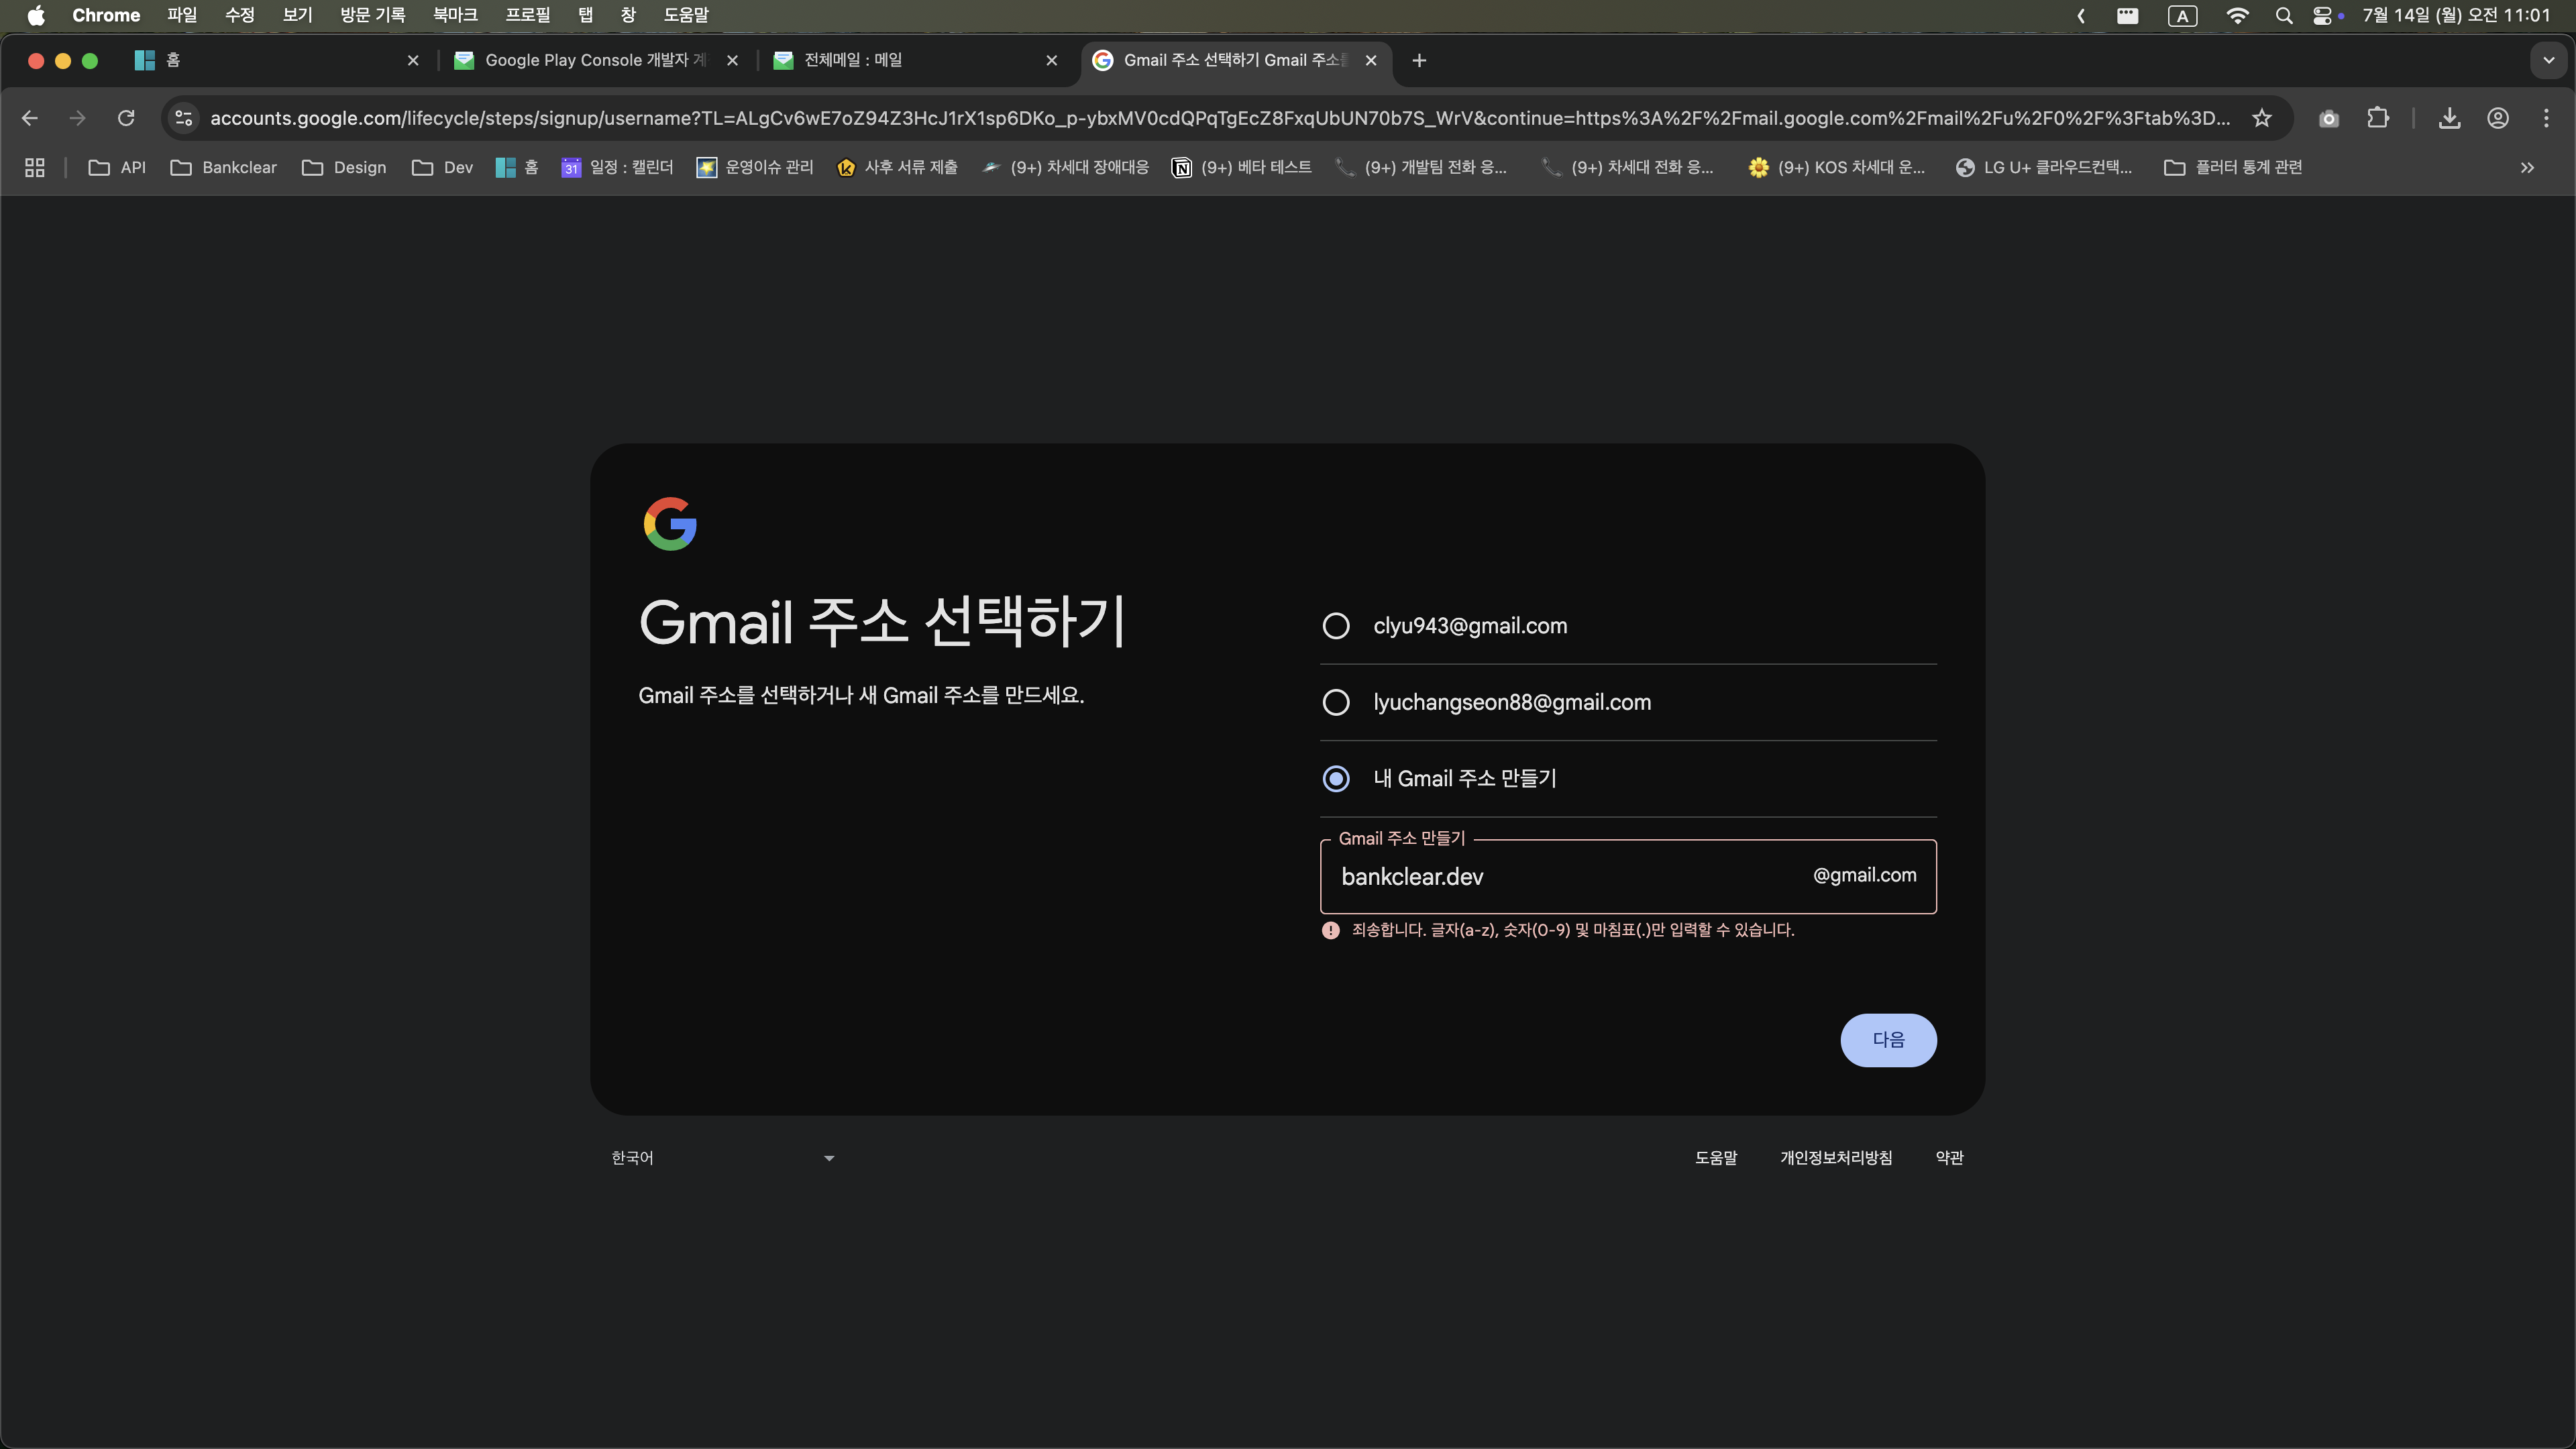 Chrome 파일 수정 보기 방문 기록 북마크 프로필 탭 창 도움말 A 7월 14일 (월) 오전 11:01
홈 Google Play Console 개발자 계 전체메일 : 메일 Gmail 주소 선택하기 Gmail 주소를
accounts.google.com/lifecycle/steps/signup/username?TL=ALgCv6wE7oZ94Z3HcJ1rX1sp6DKo_p-ybxMV0cdQPqTgEcZ8FxqUbUN70b7S_WrV&continue=https%3A%2F%2Fmail.google.com%2Fmail%2Fu%2F0%2F%3Ftab%3D...
API Bankclear Design Dev 홈 31 일정 : 캘린더 운영이슈 관리 사후 서류 제출 (9+) 차세대 장애대응 (9+) 베타 테스트 (9+) 개발팀 전화 응... (9+) 차세대 전화 응... (9+) KOS 차세대 운... LG U+ 클라우드컨택... 플러터 통계 관련
Gmail 주소 선택하기
Gmail 주소를 선택하거나 새 Gmail 주소를 만드세요.
clyu943@gmail.com
lyuchangseon88@gmail.com
내 Gmail 주소 만들기
Gmail 주소 만들기
bankclear.dev @gmail.com
죄송합니다. 글자(a-z), 숫자(0-9) 및 마침표(.)만 입력할 수 있습니다.
다음
한국어 도움말 개인정보처리방침 약관